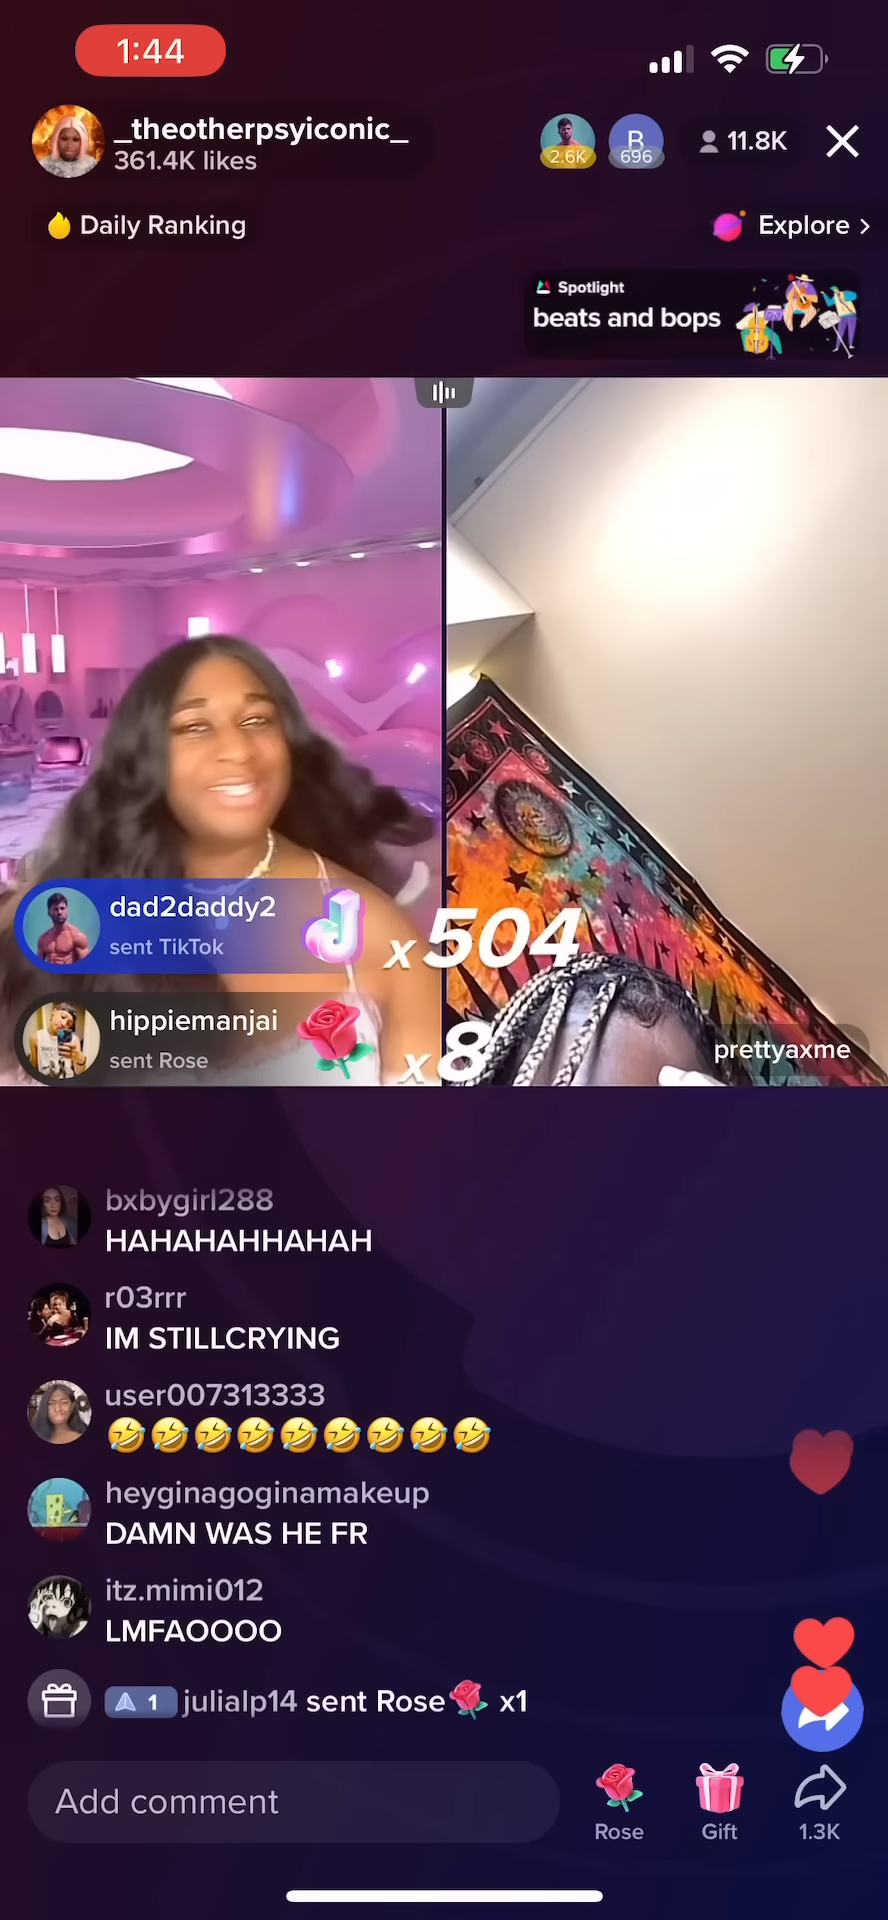 1:44
_theotherpsyiconic_
361.4K likes
2.6K
B
696
11.8K
Daily Ranking
Explore >
Spotlight
beats and bops
dad2daddy2
sent TikTok
x504
hippiemanjai
sent Rose
x8
prettyaxme
bxbygirl288
HAHAHAHHAHAH
r03rrr
IM STILLCRYING
user007313333
🤣🤣🤣🤣🤣🤣🤣🤣🤣
heyginagoginamakeup
DAMN WAS HE FR
itz.mimi012
LMFAOOOO
1 julialp14 sent Rose🌹 x1
Add comment
Rose
Gift
1.3K